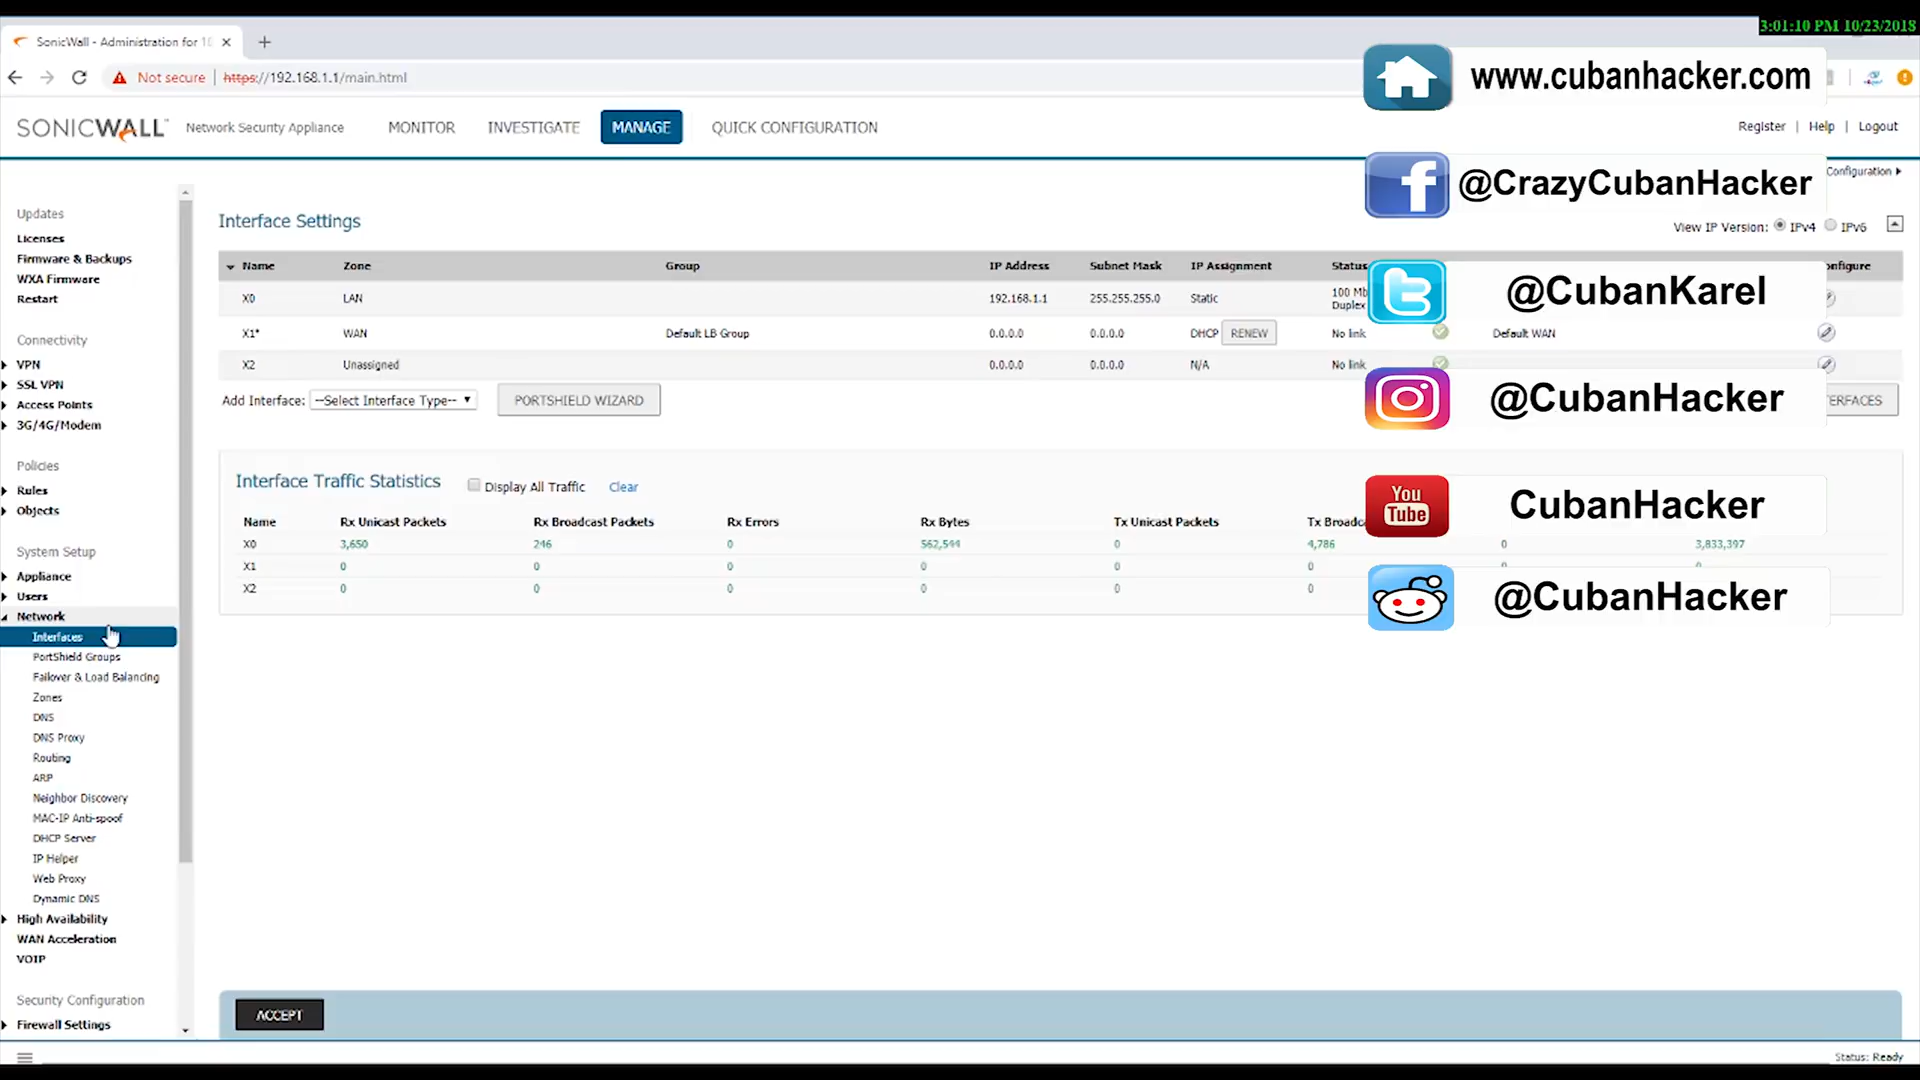 3:01:10 PM 10/23/2018
SonicWall - Administration for 1
Not secure | https://192.168.1.1/main.html
www.cubanhacker.com
SONICWALL Network Security Appliance MONITOR INVESTIGATE MANAGE QUICK CONFIGURATION Register | Help | Logout
Configuration
@CrazyCubanHacker
Updates
Licenses
Firmware & Backups
WXA Firmware
Restart
Connectivity
VPN
SSL VPN
Access Points
3G/4G/Modem
Policies
Rules
Objects
System Setup
Appliance
Users
Network
Interfaces
PortShield Groups
Failover & Load Balancing
Zones
DNS
DNS Proxy
Routing
ARP
Neighbor Discovery
MAC-IP Anti-spoof
DHCP Server
IP Helper
Web Proxy
Dynamic DNS
High Availability
WAN Acceleration
VOIP
Security Configuration
Firewall Settings
Interface Settings
View IP Version: IPv4 IPv6
Name Zone Group IP Address Subnet Mask IP Assignment Status onfigure
X0 LAN 192.168.1.1 255.255.255.0 Static 100 Mb
Duplex
@CubanKarel
X1* WAN Default LB Group 0.0.0.0 0.0.0.0 DHCP RENEW No link Default WAN
X2 Unassigned 0.0.0.0 0.0.0.0 N/A No link
Add Interface: --Select Interface Type-- PORTSHIELD WIZARD ERFACES
@CubanHacker
Interface Traffic Statistics Display All Traffic Clear
You
Tube
CubanHacker
Name Rx Unicast Packets Rx Broadcast Packets Rx Errors Rx Bytes Tx Unicast Packets Tx Broadc
X0 3,650 246 0 562,544 0 4,786 0 3,833,397
X1 0 0 0 0 0 0 0 0
X2 0 0 0 0 0 0
@CubanHacker
ACCEPT
Status: Ready